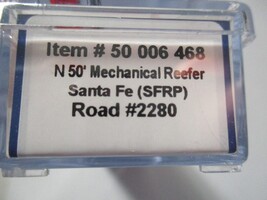 Item # 50 006 468
N 50' Mechanical Reefer
Santa Fe (SFRP)
Road #2280